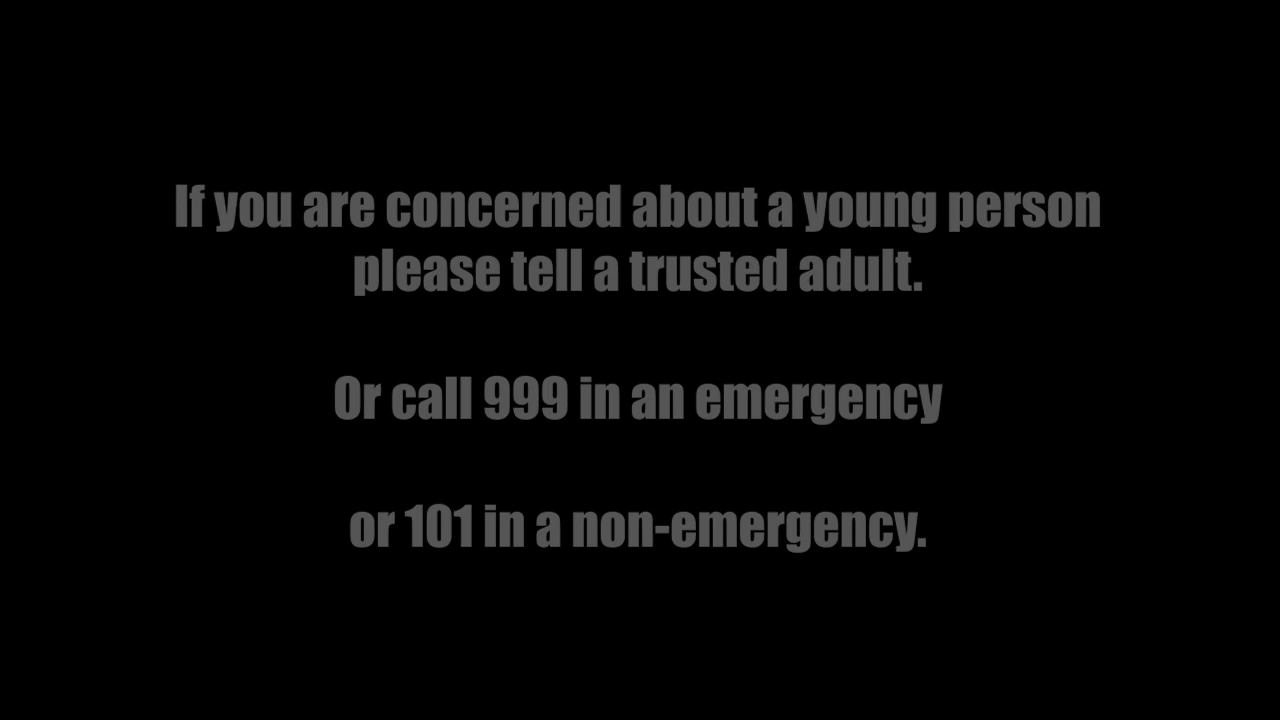 If you are concerned about a young person
please tell a trusted adult.
Or call 999 in an emergency
or 101 in a non-emergency.